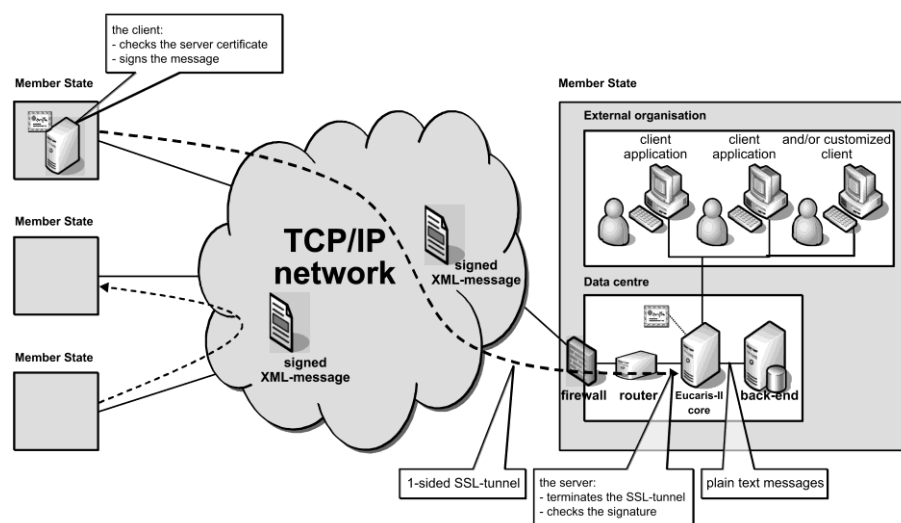 the client:
- checks the server certificate
- signs the message
Member State
Member State
External organisation
client
application
client
application
and/or customized
client
Member State
TCP/IP
network
signed
XML-message
signed
XML-message
Data centre
Member State
firewall
router
Eucaris-II
core
back-end
1-sided SSL-tunnel
the server:
- terminates the SSL-tunnel
- checks the signature
plain text messages